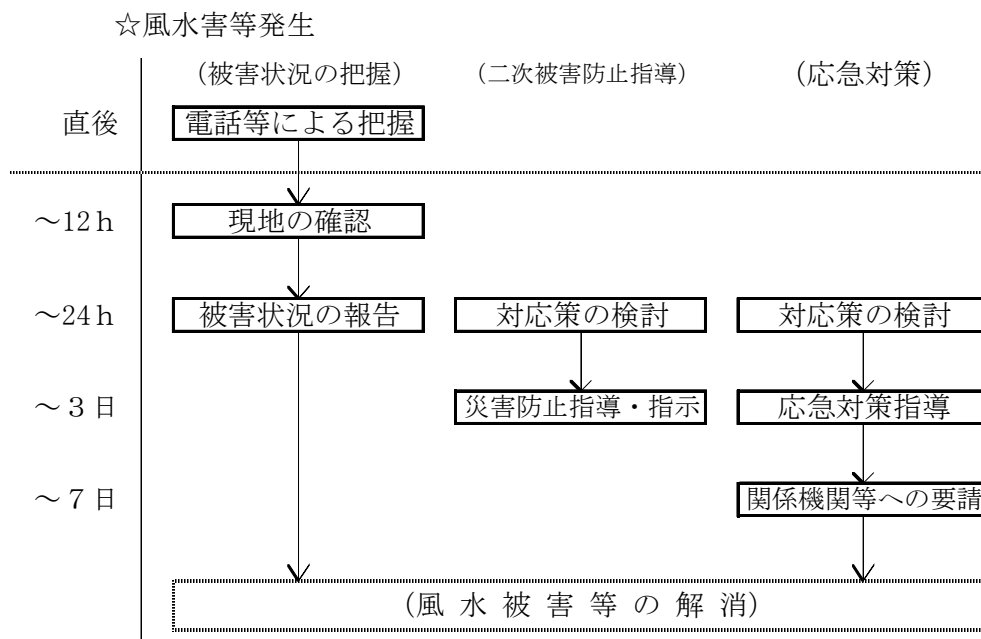 ☆風水害等発生
(被害状況の把握) (二次被害防止指導) (応急対策)
直後 電話等による把握
～12ｈ 現地の確認
～24ｈ 被害状況の報告 対応策の検討 対応策の検討
～３日 災害防止指導・指示 応急対策指導
～７日 関係機関等への要請
(風 水 被 害 等 の 解 消)